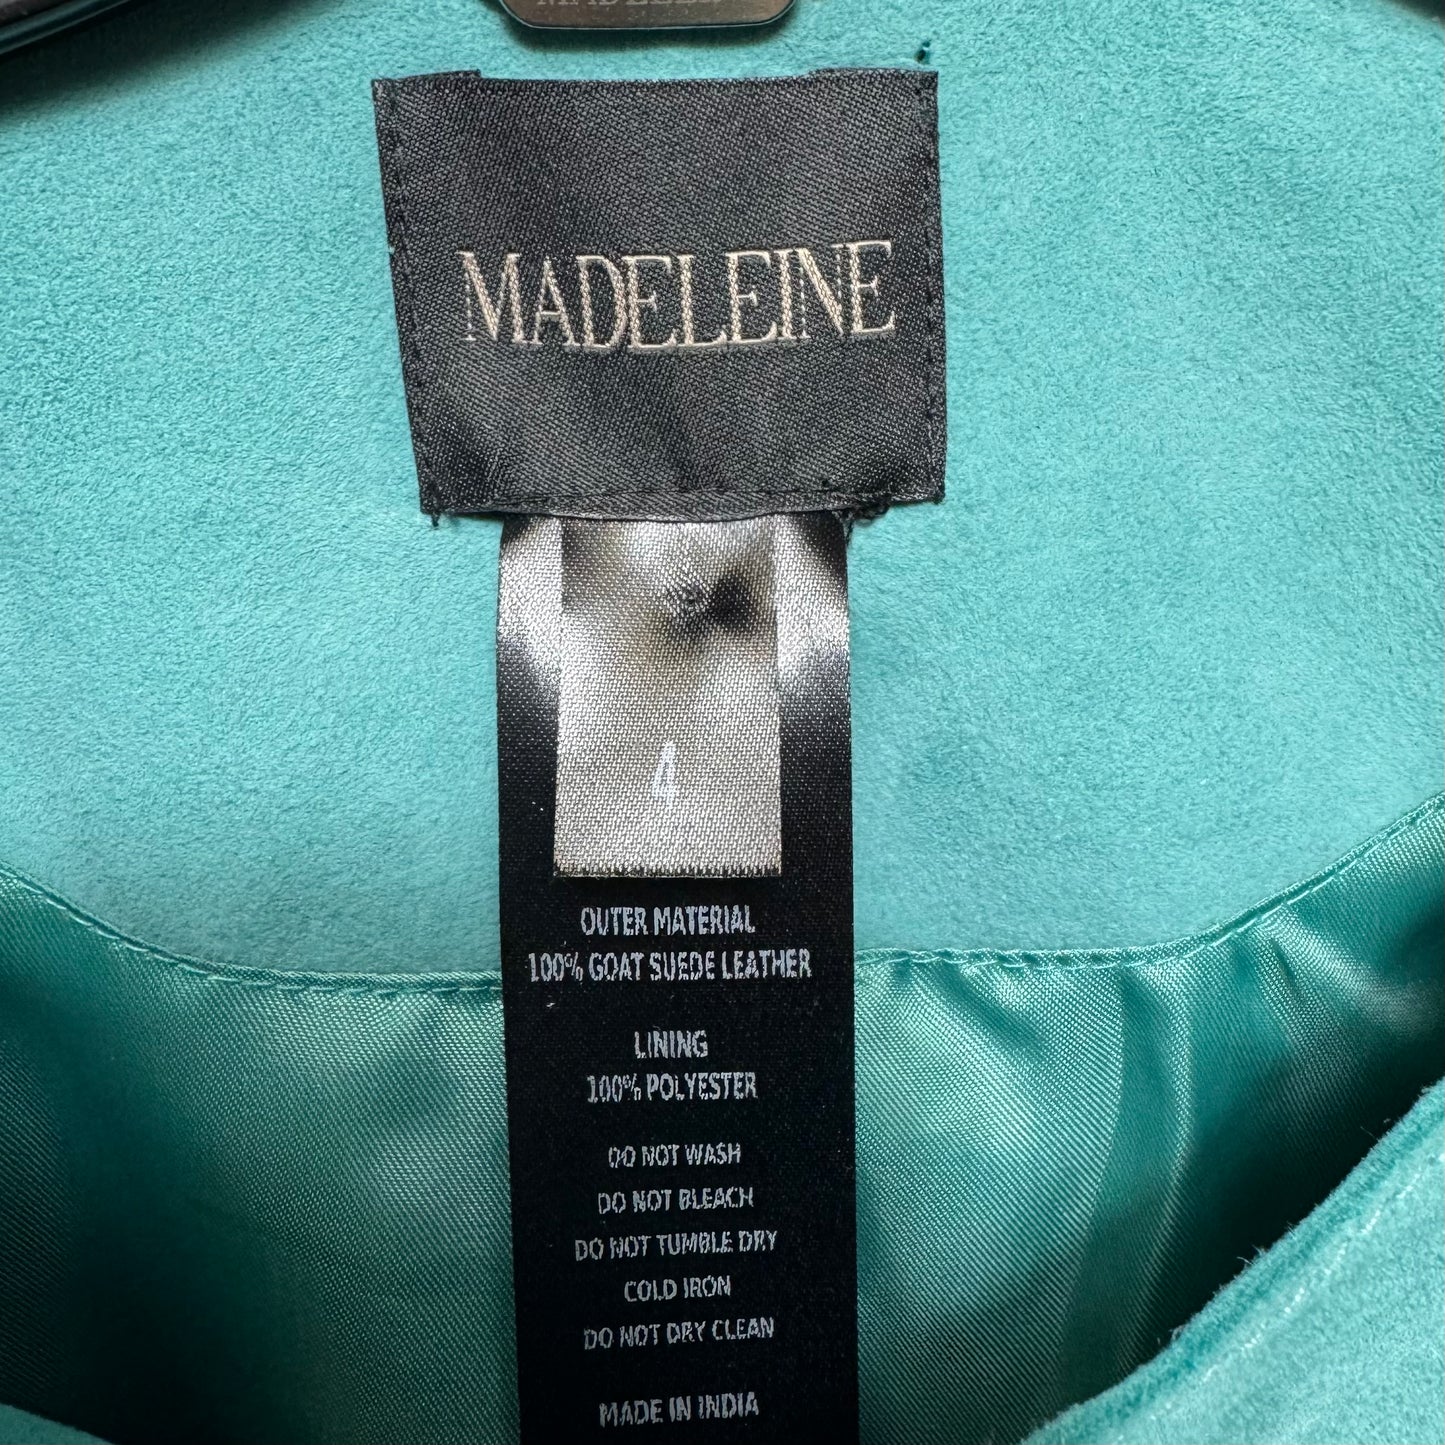 MADELEINE
4
OUTER MATERIAL
100% GOAT SUEDE LEATHER
LINING
100% POLYESTER
DO NOT WASH
DO NOT BLEACH
DO NOT TUMBLE DRY
COLD IRON
DO NOT DRY CLEAN
MADE IN INDIA